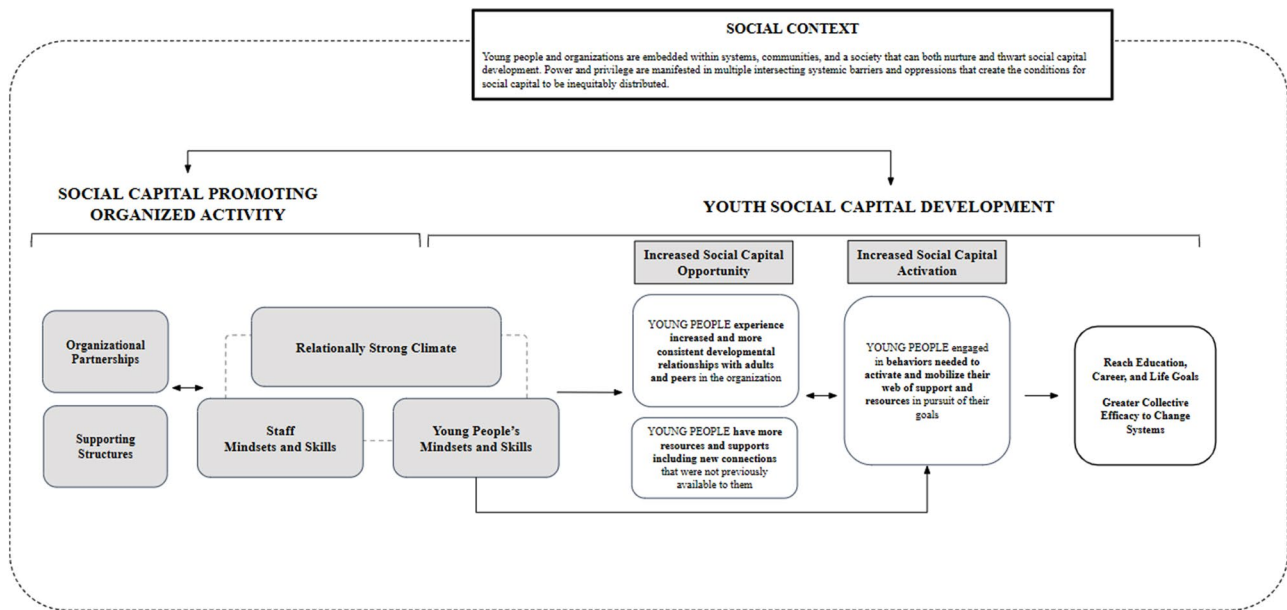 SOCIAL CONTEXT
Young people and organizations are embedded within systems, communities, and a society that can both nurture and thwart social capital
development. Power and privilege are manifested in multiple intersecting systemic barriers and oppressions that create the conditions for
social capital to be inequitably distributed.
SOCIAL CAPITAL PROMOTING
ORGANIZED ACTIVITY
YOUTH SOCIAL CAPITAL DEVELOPMENT
Increased Social Capital
Opportunity
Increased Social Capital
Activation
Organizational
Partnerships
Supporting
Structures
Relationally Strong Climate
Staff
Mindsets and Skills
Young People's
Mindsets and Skills
YOUNG PEOPLE experience
increased and more
consistent developmental
relationships with adults
and peers in the organization
YOUNG PEOPLE have more
resources and supports
including new connections
that were not previously
available to them
YOUNG PEOPLE engaged
in behaviors needed to
activate and mobilize their
web of support and
resources in pursuit of their
goals
Reach Education,
Career, and Life Goals
Greater Collective
Efficacy to Change
Systems